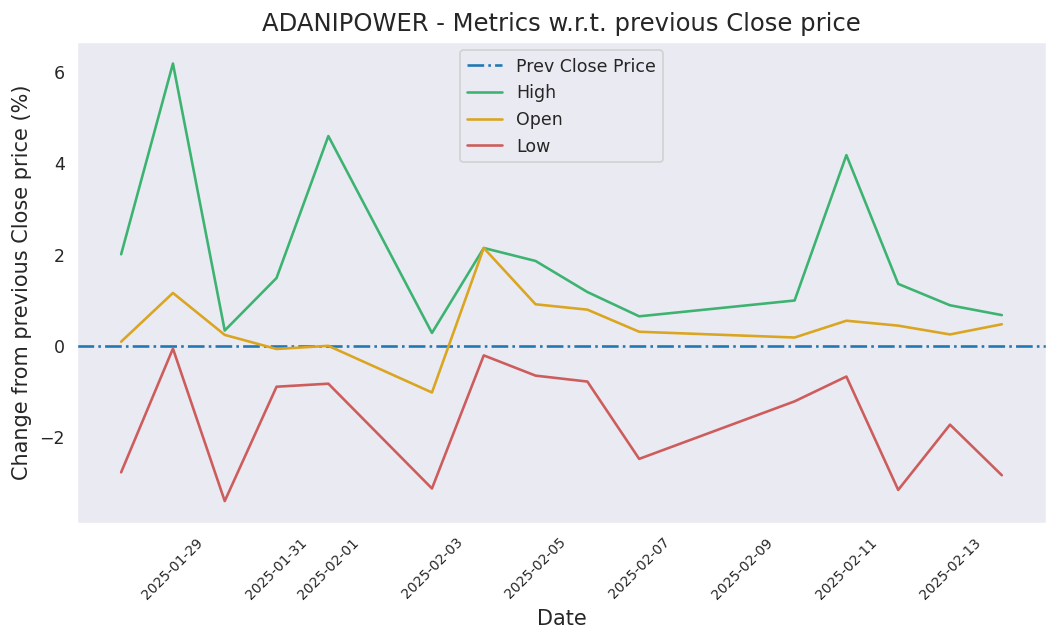 ADANIPOWER - Metrics w.r.t. previous Close price
Prev Close Price
High
Open
Low
Change from previous Close price (%)
6
4
2
0
−2
2025-01-29
2025-01-31
2025-02-01
2025-02-03
2025-02-05
2025-02-07
2025-02-09
2025-02-11
2025-02-13
Date